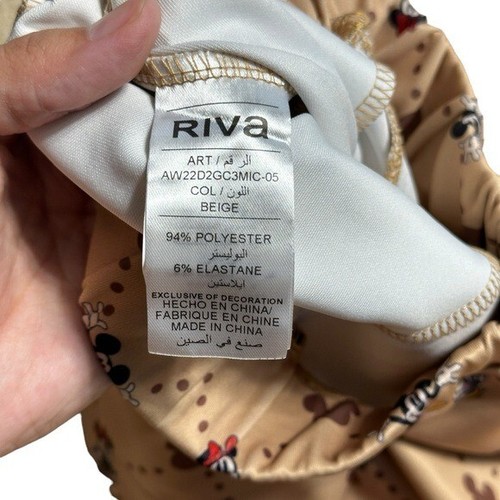 RIVa
ART / الرقم
AW22D2GC3MIC-05
COL / اللون
BEIGE
94% POLYESTER
البوليستر
6% ELASTANE
ايلاستين
EXCLUSIVE OF DECORATION
HECHO EN CHINA/
FABRIQUE EN CHINE
MADE IN CHINA
صنع في الصين